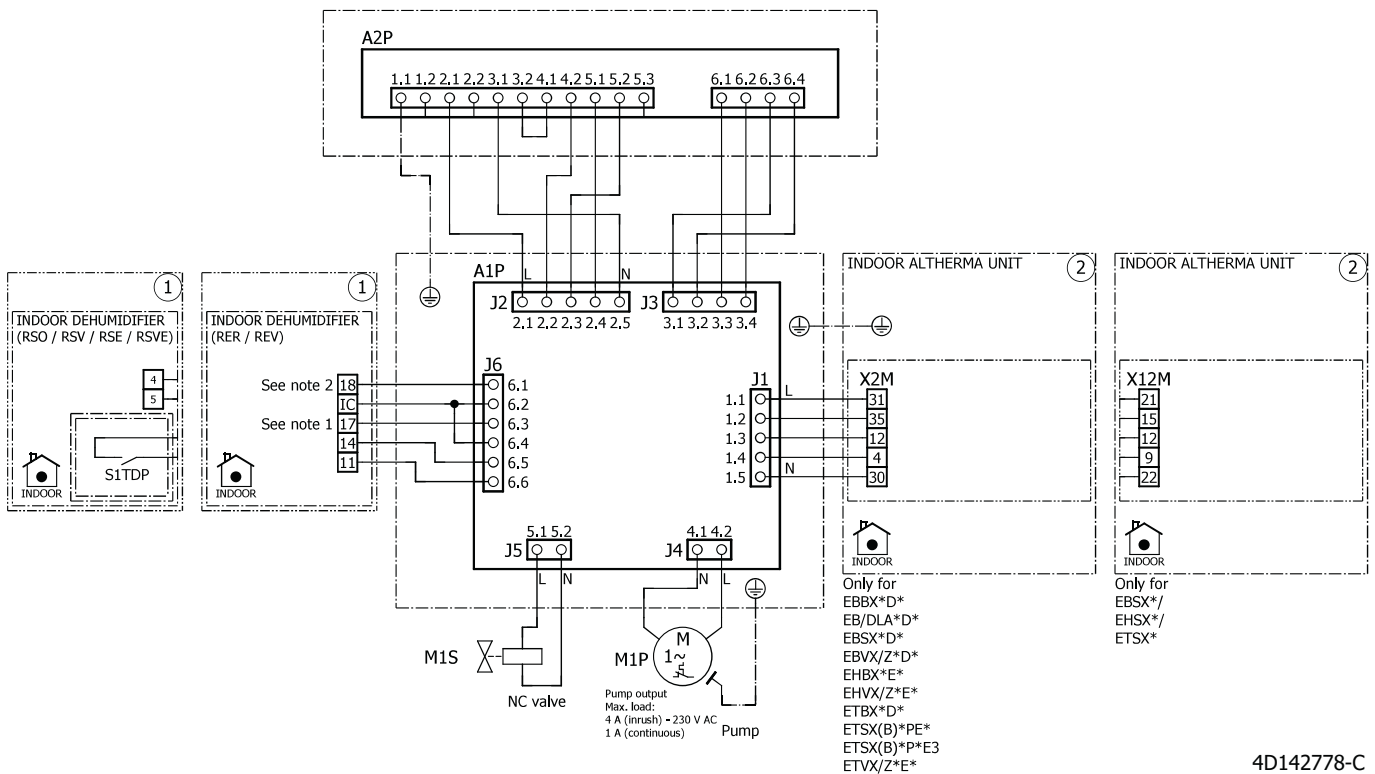 A2P
1.1 1.2 2.1 2.2 3.1 3.2 4.1 4.2 5.1 5.2 5.3
6.1 6.2 6.3 6.4
1
INDOOR DEHUMIDIFIER
(RSO / RSV / RSE / RSVE)
4
5
S1TDP
INDOOR
1
INDOOR DEHUMIDIFIER
(RER / REV)
See note 2 18
IC
See note 1 17
14
11
INDOOR
A1P
L
N
J2
2.1 2.2 2.3 2.4 2.5
J3
3.1 3.2 3.3 3.4
J6
6.1
6.2
6.3
6.4
6.5
6.6
J1
1.1
1.2
1.3
1.4
1.5
L
N
5.1 5.2
J5
L
N
4.1 4.2
J4
N
L
M1S
NC valve
M1P
M
1~
Pump output
Max. load:
4 A (inrush) - 230 V AC
1 A (continuous)
Pump
INDOOR ALTHERMA UNIT
2
X2M
31
35
12
4
30
INDOOR
Only for
EBBX*D*
EB/DLA*D*
EBSX*D*
EBVX/Z*D*
EHBX*E*
EHVX/Z*E*
ETBX*D*
ETSX(B)*PE*
ETSX(B)*P*E3
ETVX/Z*E*
INDOOR ALTHERMA UNIT
2
X12M
21
15
12
9
22
INDOOR
Only for
EBSX*/
EHSX*/
ETSX*
4D142778-C